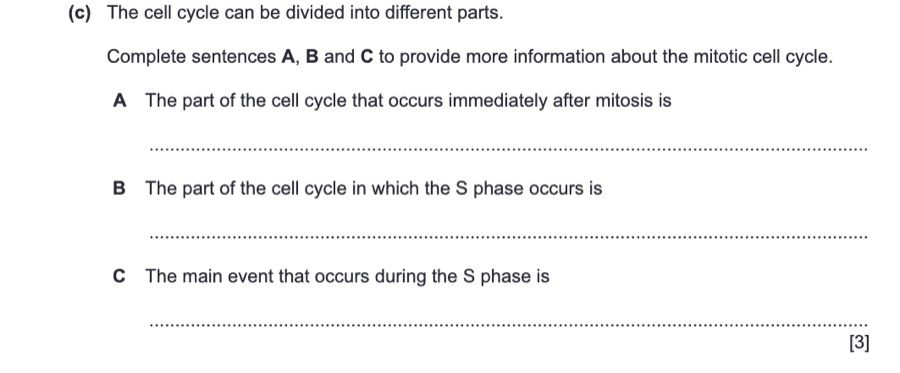 (c) The cell cycle can be divided into different parts.
Complete sentences A, B and C to provide more information about the mitotic cell cycle.
A The part of the cell cycle that occurs immediately after mitosis is
B The part of the cell cycle in which the S phase occurs is
C The main event that occurs during the S phase is
[3]